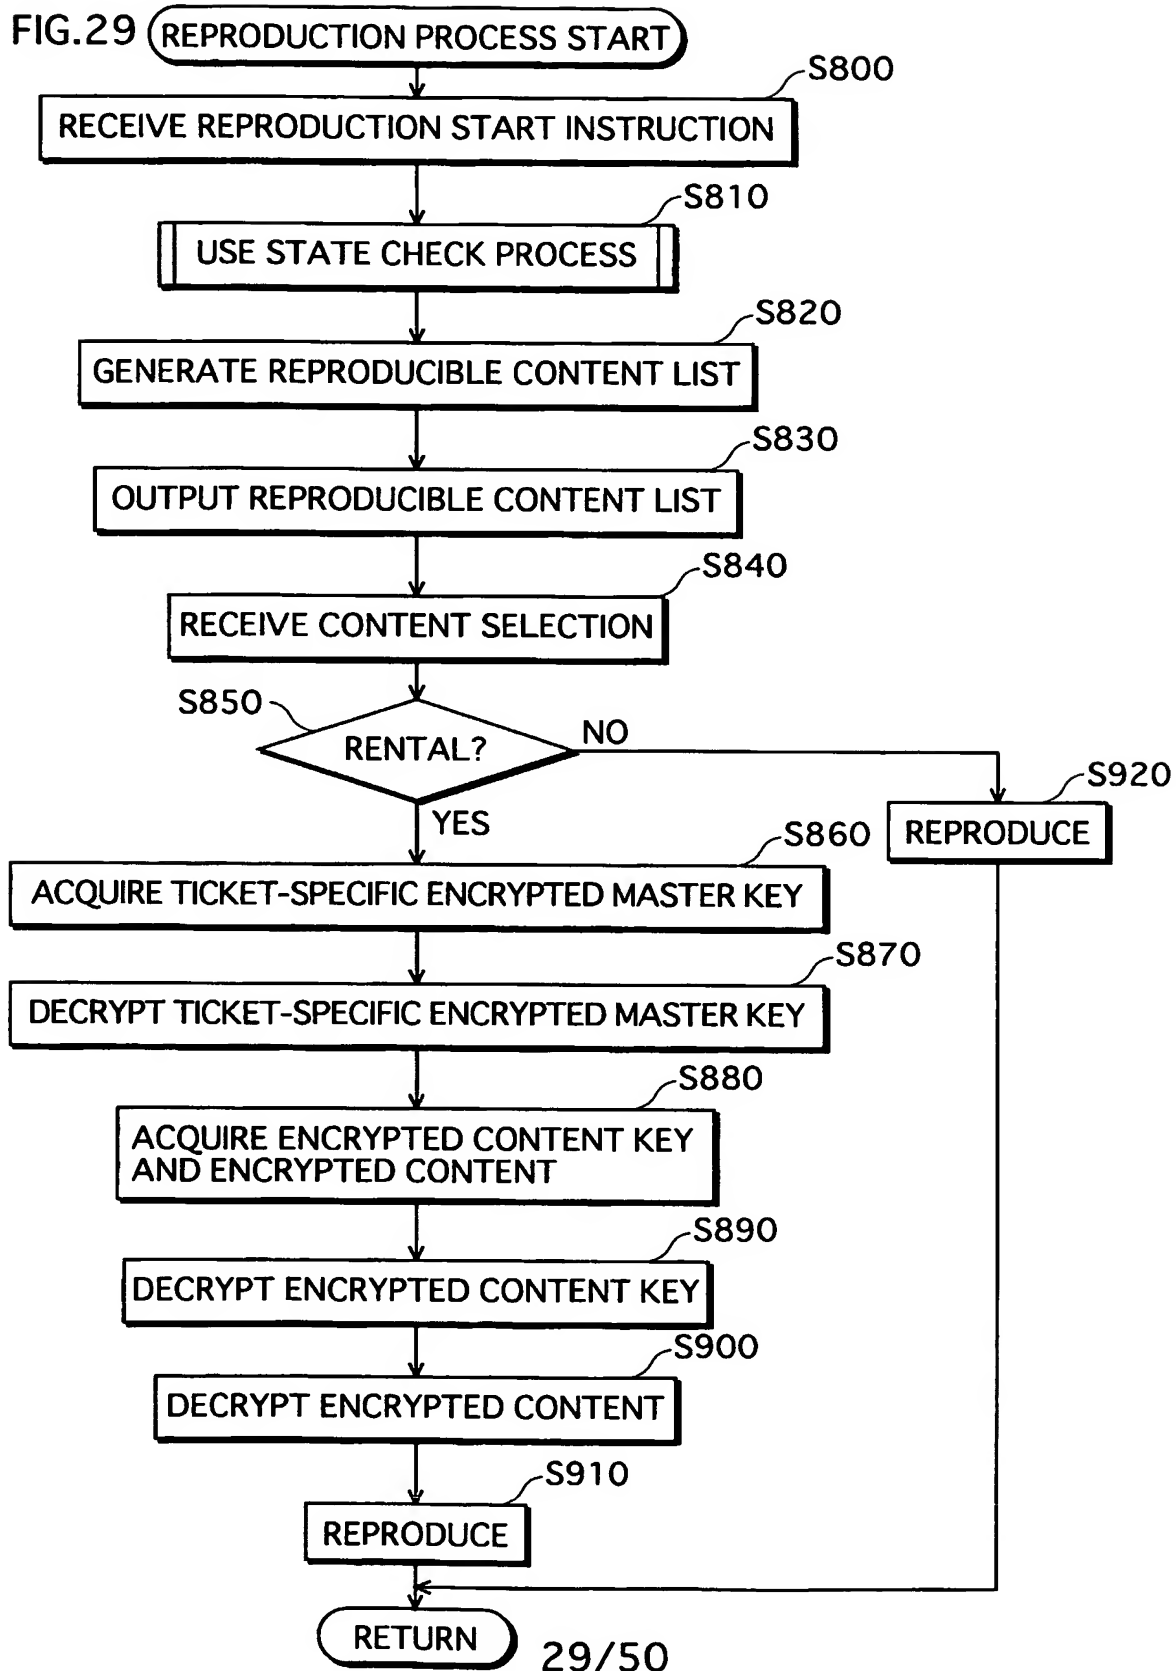 FIG.29
REPRODUCTION PROCESS START
S800
RECEIVE REPRODUCTION START INSTRUCTION
S810
USE STATE CHECK PROCESS
S820
GENERATE REPRODUCIBLE CONTENT LIST
S830
OUTPUT REPRODUCIBLE CONTENT LIST
S840
RECEIVE CONTENT SELECTION
S850
RENTAL?
NO
YES
S920
REPRODUCE
S860
ACQUIRE TICKET-SPECIFIC ENCRYPTED MASTER KEY
S870
DECRYPT TICKET-SPECIFIC ENCRYPTED MASTER KEY
S880
ACQUIRE ENCRYPTED CONTENT KEY
AND ENCRYPTED CONTENT
S890
DECRYPT ENCRYPTED CONTENT KEY
S900
DECRYPT ENCRYPTED CONTENT
S910
REPRODUCE
RETURN
29/50